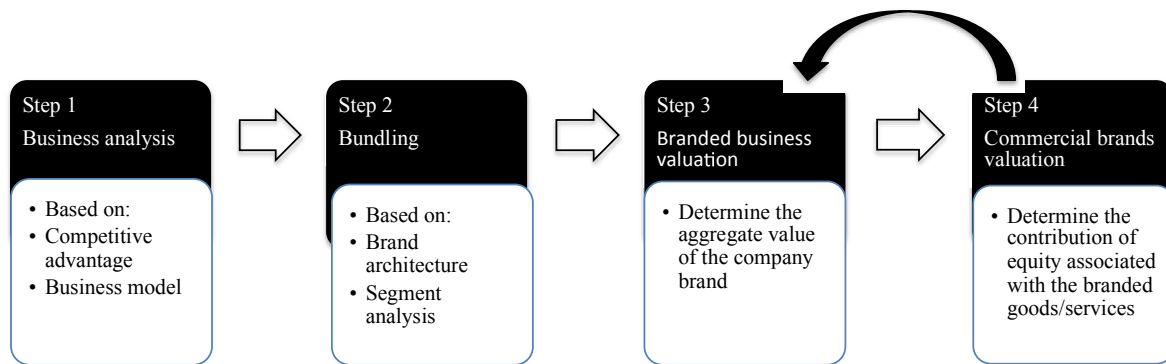 Step 1
Business analysis
• Based on:
• Competitive
advantage
• Business model
Step 2
Bundling
• Based on:
• Brand
architecture
• Segment
analysis
Step 3
Branded business
valuation
• Determine the
aggregate value
of the company
brand
Step 4
Commercial brands
valuation
• Determine the
contribution of
equity associated
with the branded
goods/services